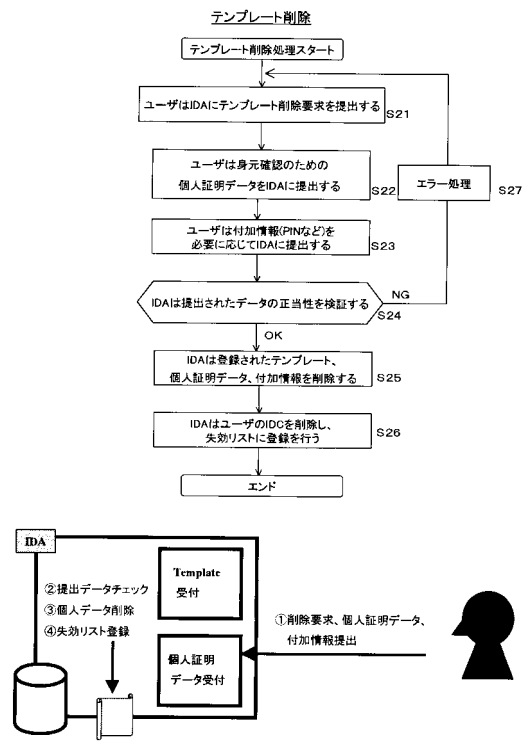 テンプレート削除
テンプレート削除処理スタート
ユーザはIDAにテンプレート削除要求を提出する
S21
ユーザは身元確認のための
個人証明データをIDAに提出する
S22
エラー処理
S27
ユーザは付加情報(PINなど)を
必要に応じてIDAに提出する
S23
IDAは提出されたデータの正当性を検証する
NG
S24
OK
IDAは登録されたテンプレート、
個人証明データ、付加情報を削除する
S25
IDAはユーザのIDCを削除し、
失効リストに登録を行う
S26
エンド
IDA
②提出データチェック
③個人データ削除
④失効リスト登録
Template
受付
個人証明
データ受付
①削除要求、個人証明データ、
付加情報提出